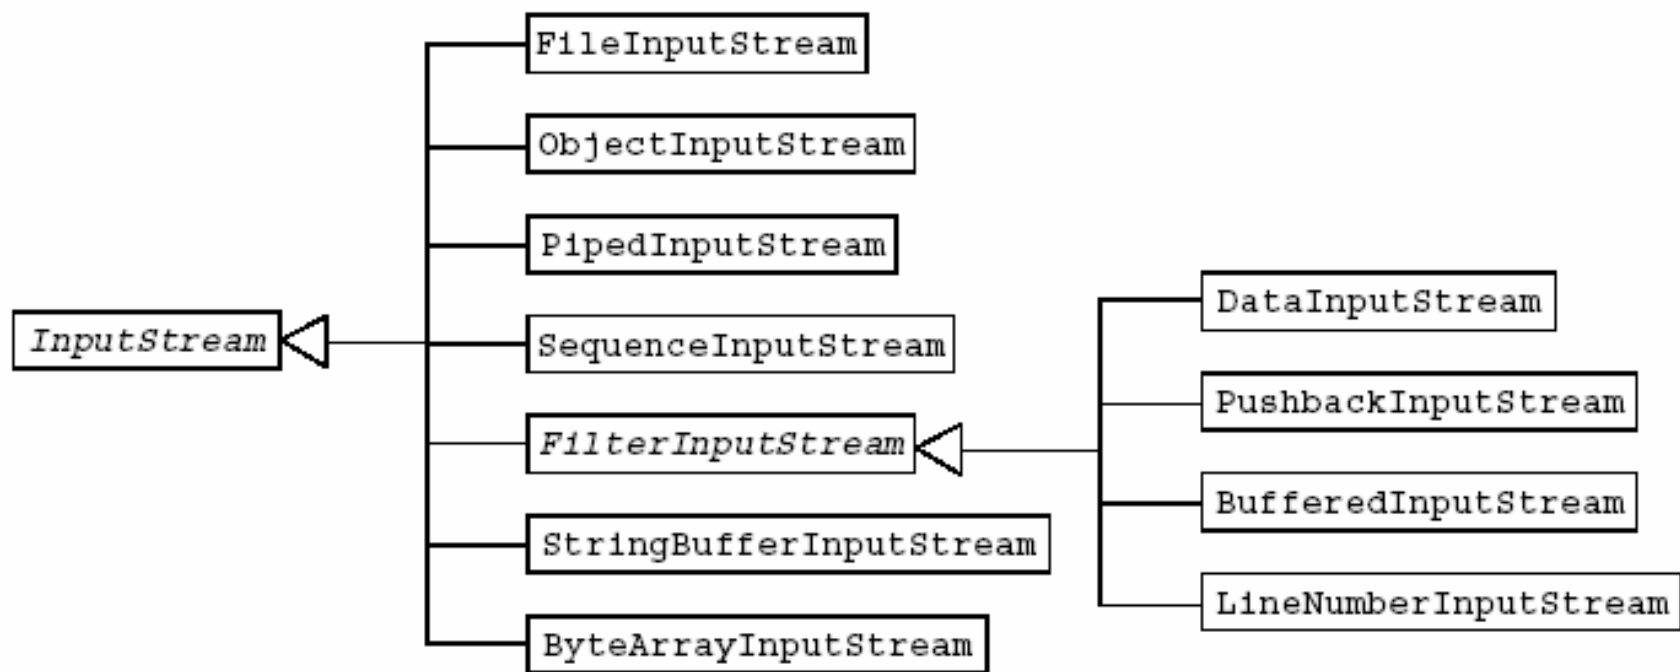 FileInputStream
ObjectInputStream
PipedInputStream
InputStream
SequenceInputStream
FilterInputStream
StringBufferInputStream
ByteArrayInputStream
DataInputStream
PushbackInputStream
BufferedInputStream
LineNumberInputStream